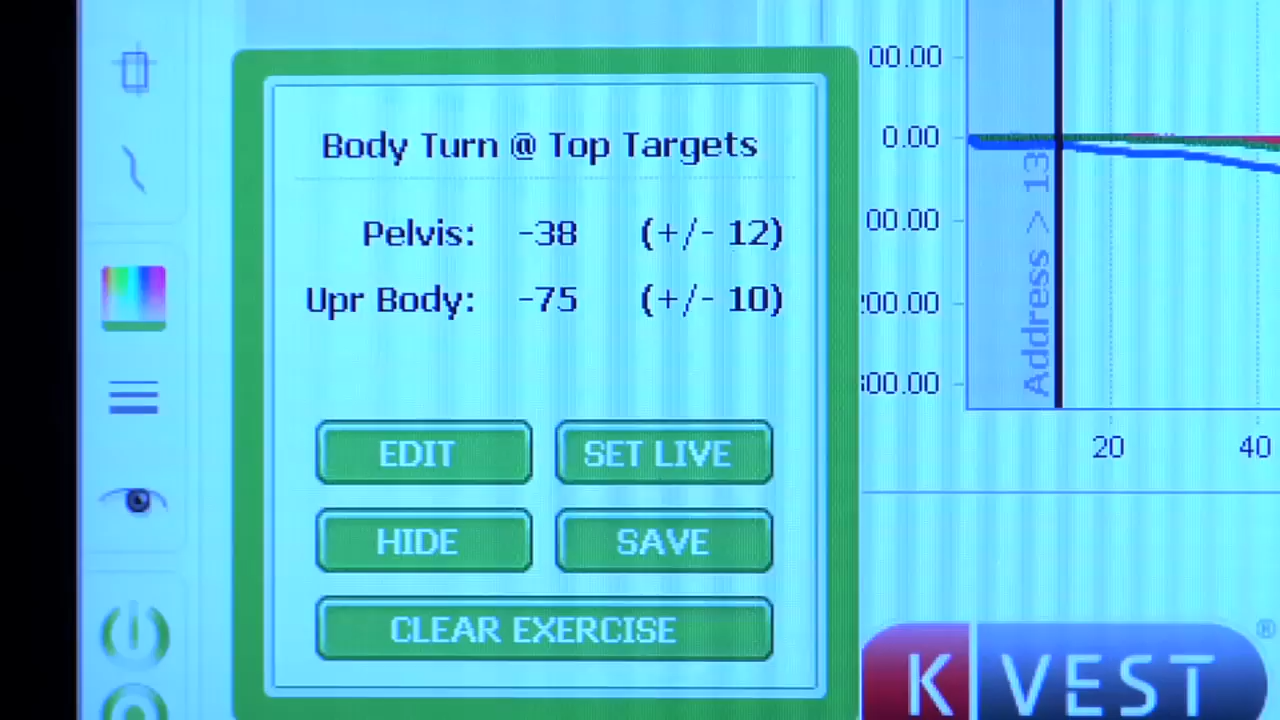 Body Turn @ Top Targets
Pelvis: -38 (+/- 12)
Upr Body: -75 (+/- 10)
EDIT SET LIVE
HIDE SAVE
CLEAR EXERCISE
00.00
0.00
00.00
200.00
300.00
Address > 13
20 40
K VEST ®